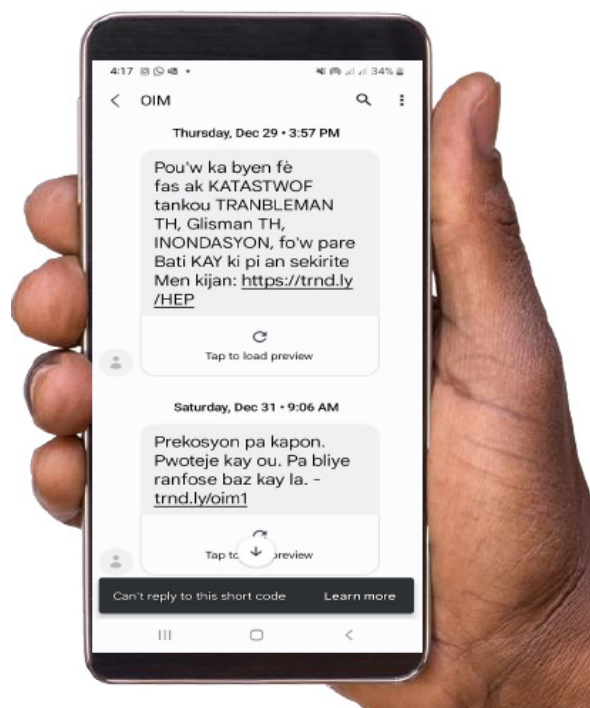 4:17 34%
OIM
Thursday, Dec 29 • 3:57 PM
Pou'w ka byen fè
fas ak KATASTWOF
tankou TRANBLEMAN
TH, Glisman TH,
INONDASYON, fo'w pare
Bati KAY ki pi an sekirite
Men kijan: https://trnd.ly
/HEP
Tap to load preview
Saturday, Dec 31 • 9:06 AM
Prekosyon pa kapon.
Pwoteje kay ou. Pa bliye
ranfose baz kay la. -
trnd.ly/oim1
Tap to preview
Can't reply to this short code Learn more